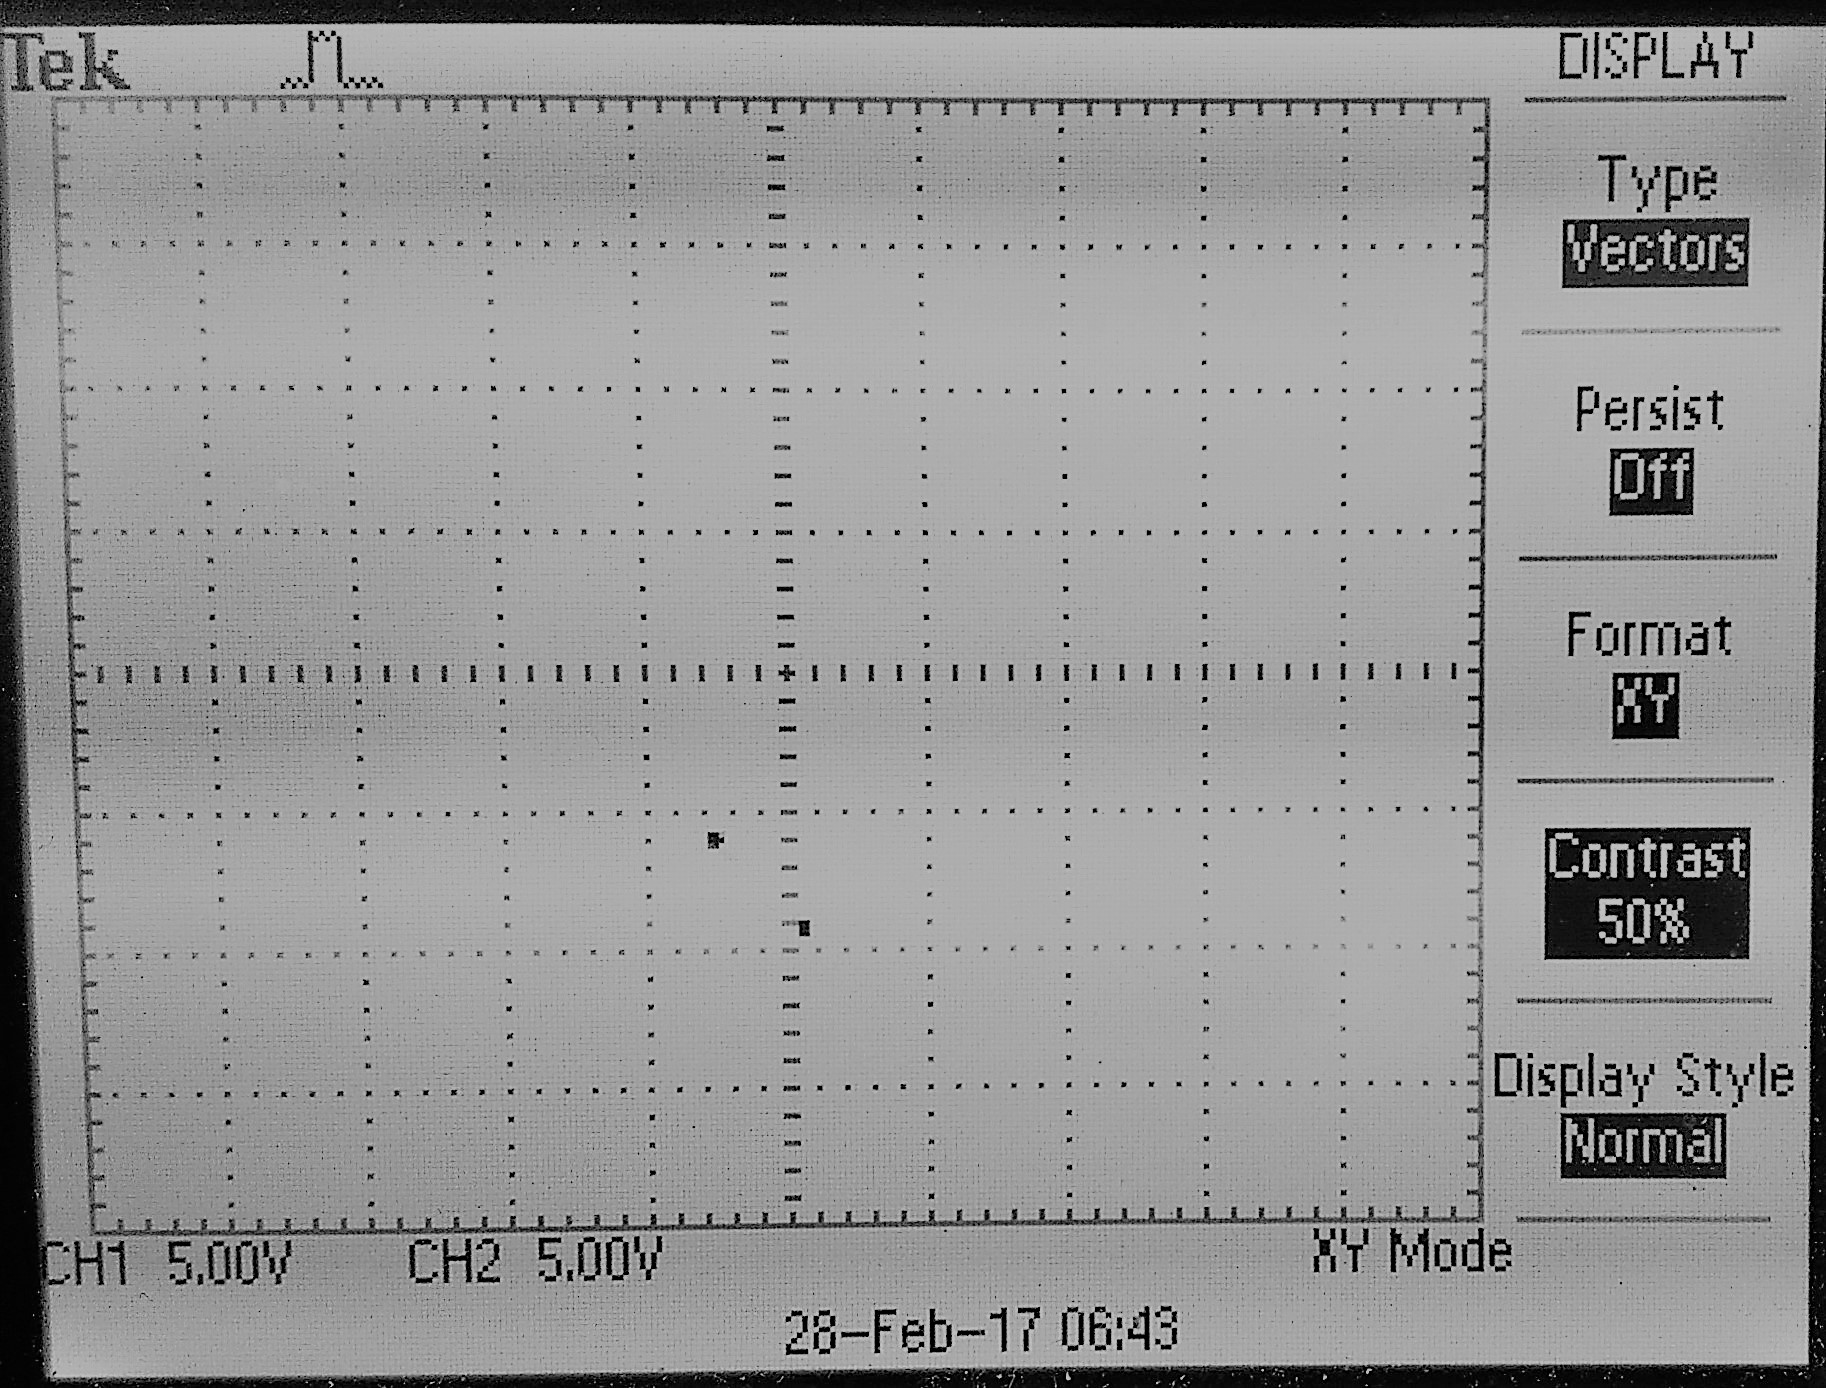 Tek
DISPLAY
Type
Vectors
Persist
Off
Format
XY
Contrast
50%
Display Style
Normal
CH1 5.00V CH2 5.00V XY Mode
28-Feb-17 06:43